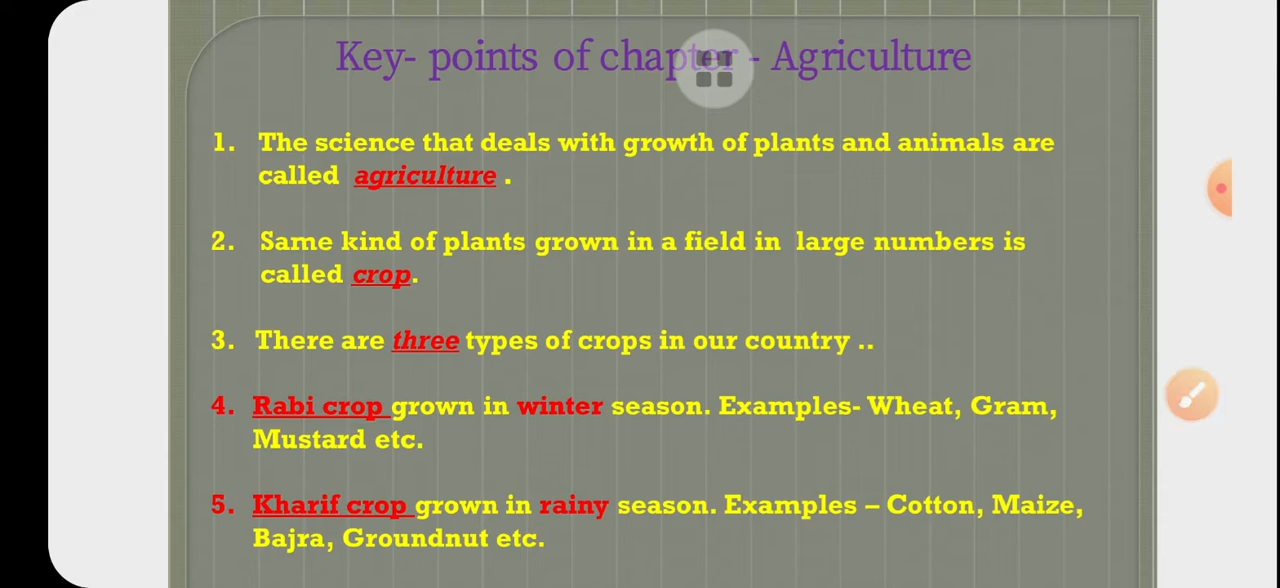 Key- points of chapter - Agriculture
1. The science that deals with growth of plants and animals are
called agriculture .
2. Same kind of plants grown in a field in large numbers is
called crop.
3. There are three types of crops in our country ..
4. Rabi crop grown in winter season. Examples- Wheat, Gram,
Mustard etc.
5. Kharif crop grown in rainy season. Examples – Cotton, Maize,
Bajra, Groundnut etc.